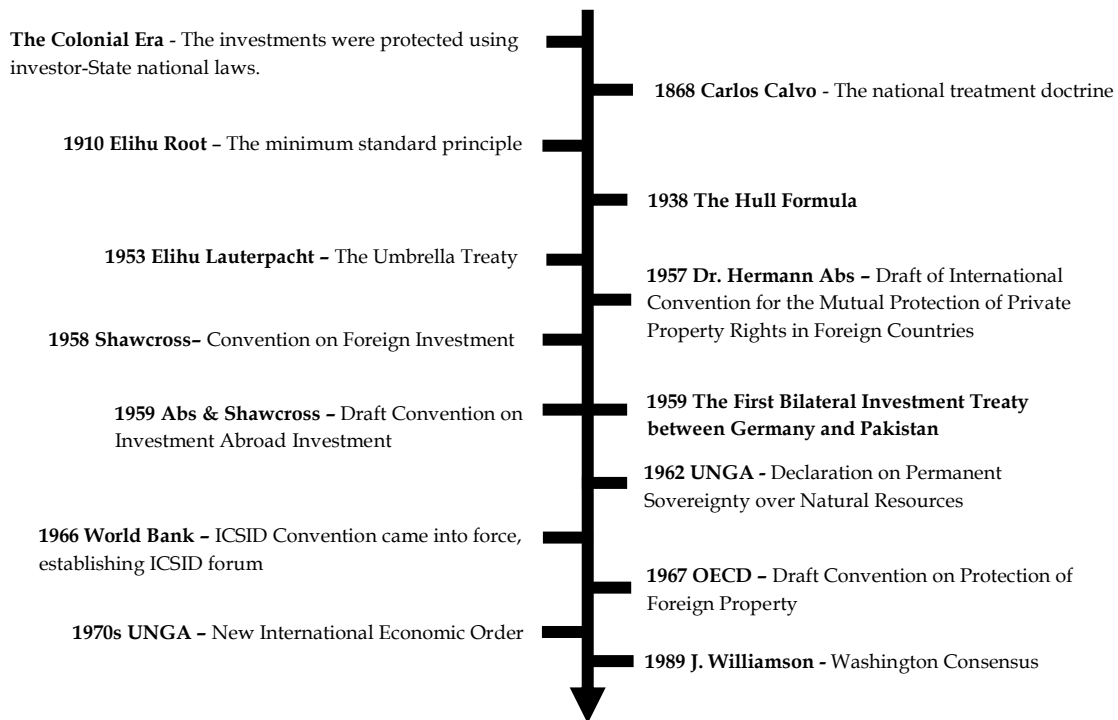 The Colonial Era - The investments were protected using
investor-State national laws.
1868 Carlos Calvo - The national treatment doctrine
1910 Elihu Root – The minimum standard principle
1938 The Hull Formula
1953 Elihu Lauterpacht – The Umbrella Treaty
1957 Dr. Hermann Abs – Draft of International
Convention for the Mutual Protection of Private
Property Rights in Foreign Countries
1958 Shawcross– Convention on Foreign Investment
1959 Abs & Shawcross – Draft Convention on
Investment Abroad Investment
1959 The First Bilateral Investment Treaty
between Germany and Pakistan
1962 UNGA - Declaration on Permanent
Sovereignty over Natural Resources
1966 World Bank – ICSID Convention came into force,
establishing ICSID forum
1967 OECD – Draft Convention on Protection of
Foreign Property
1970s UNGA – New International Economic Order
1989 J. Williamson - Washington Consensus